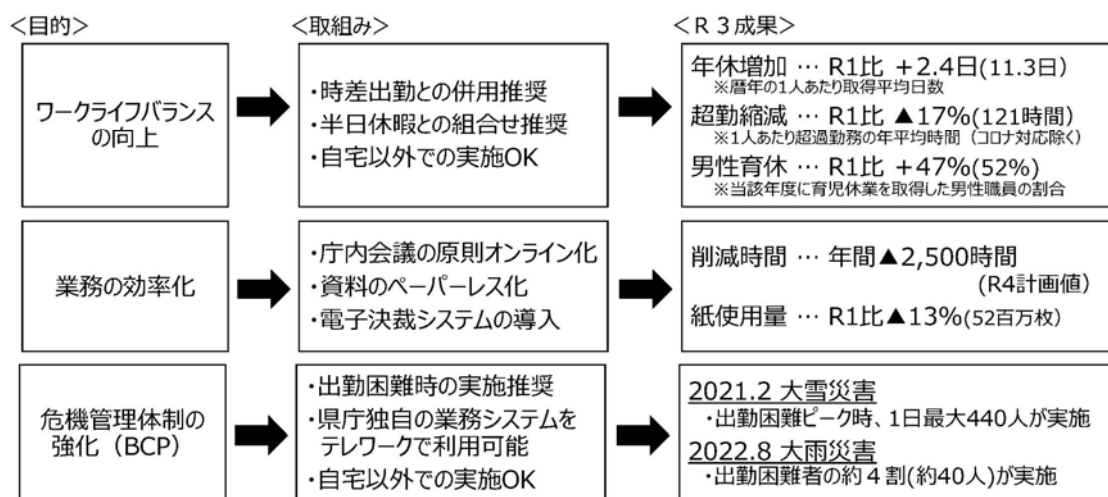 ＜目的＞
＜取組み＞
＜Ｒ３成果＞
ワークライフバランス
の向上
・時差出勤との併用推奨
・半日休暇との組合せ推奨
・自宅以外での実施OK
年休増加 … R1比 +2.4日(11.3日)
※暦年の1人あたり取得平均日数
超勤縮減 … R1比 ▲17%(121時間)
※1人あたり超過勤務の年平均時間（コロナ対応除く）
男性育休 … R1比 +47%(52%)
※当該年度に育児休業を取得した男性職員の割合
業務の効率化
・庁内会議の原則オンライン化
・資料のペーパーレス化
・電子決裁システムの導入
削減時間 … 年間▲2,500時間
(R4計画値)
紙使用量 … R1比▲13%(52百万枚)
危機管理体制の
強化（BCP）
・出勤困難時の実施推奨
・県庁独自の業務システムを
テレワークで利用可能
・自宅以外での実施OK
2021.2 大雪災害
・出勤困難ピーク時、1日最大440人が実施
2022.8 大雨災害
・出勤困難者の約４割(約40人)が実施